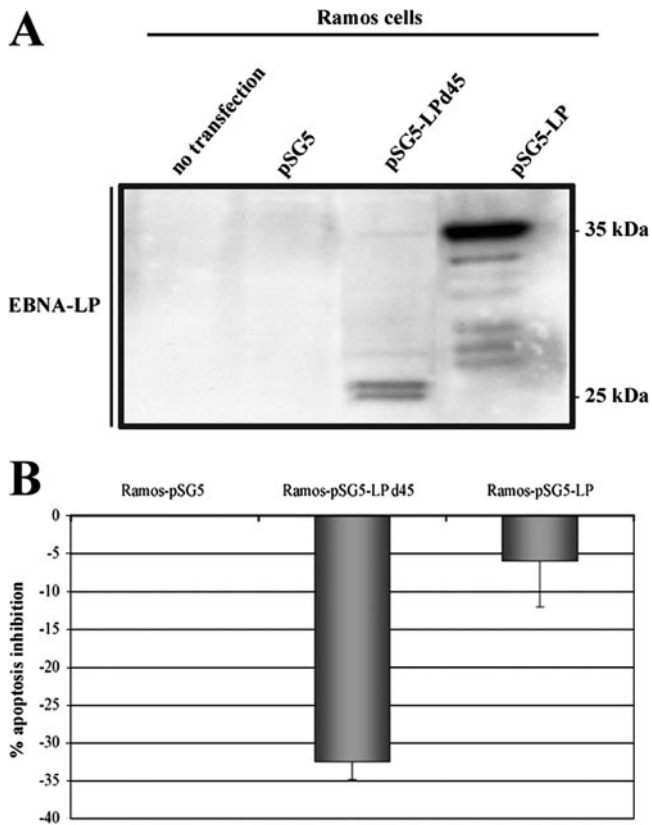 A
Ramos cells
no transfection
pSG5
pSG5-LPd45
pSG5-LP
35 kDa
EBNA-LP
25 kDa
B
Ramos-pSG5 Ramos-pSG5-LPd45 Ramos-pSG5-LP
% apoptosis inhibition
0
-5
-10
-15
-20
-25
-30
-35
-40